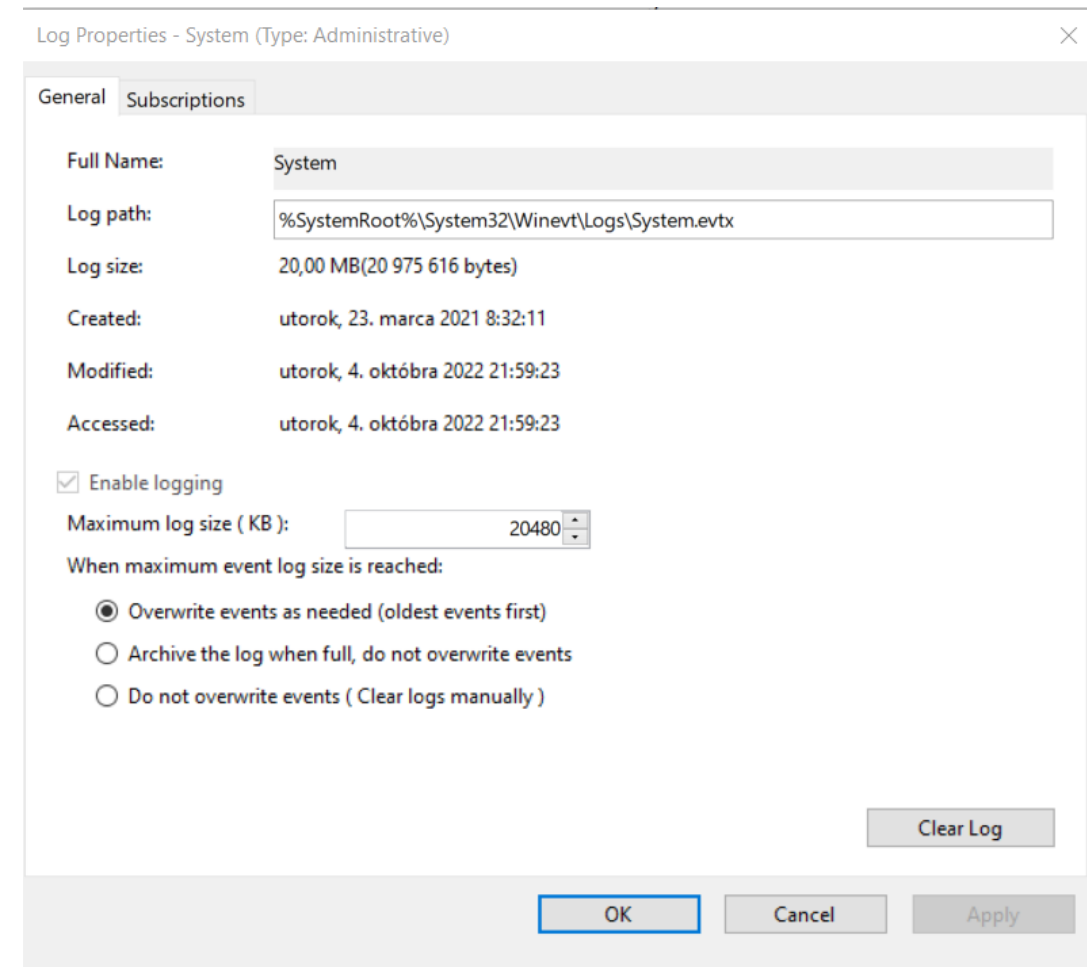 Log Properties - System (Type: Administrative)
General Subscriptions
Full Name: System
Log path: %SystemRoot%\System32\Winevt\Logs\System.evtx
Log size: 20,00 MB(20 975 616 bytes)
Created: utorok, 23. marca 2021 8:32:11
Modified: utorok, 4. októbra 2022 21:59:23
Accessed: utorok, 4. októbra 2022 21:59:23
Enable logging
Maximum log size ( KB ): 20480
When maximum event log size is reached:
Overwrite events as needed (oldest events first)
Archive the log when full, do not overwrite events
Do not overwrite events ( Clear logs manually )
Clear Log
OK Cancel Apply